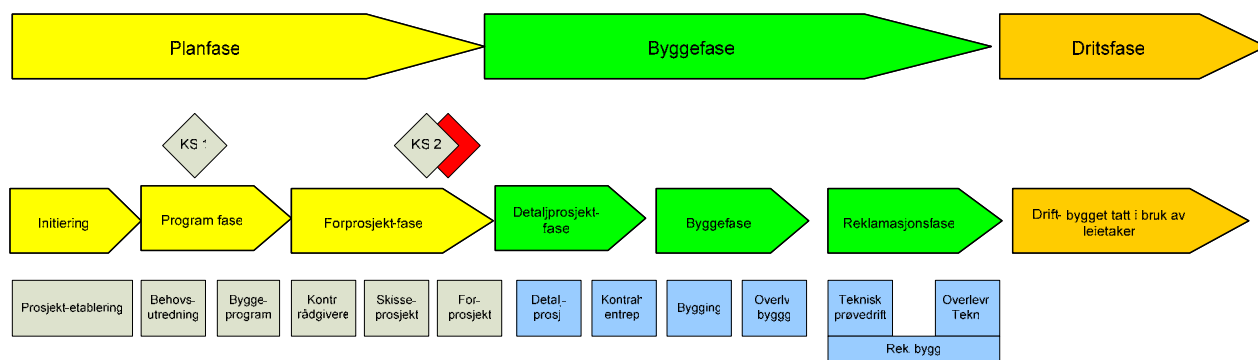 Planfase
Byggefase
Dritsfase
KS 1
KS 2
Initiering
Program fase
Forprosjekt-fase
Detaljprosjekt-
fase
Byggefase
Reklamasjonsfase
Drift- bygget tatt i bruk av
leietaker
Prosjekt-etablering
Behovs-
utredning
Bygge-
program
Kontr
rådgivere
Skisse-
prosjekt
For-
prosjekt
Detalj-
prosj
Kontrah
entrep
Bygging
Overlv
byggg
Teknisk
prøvedrift
Overlevr
Tekn
Rek. bygg